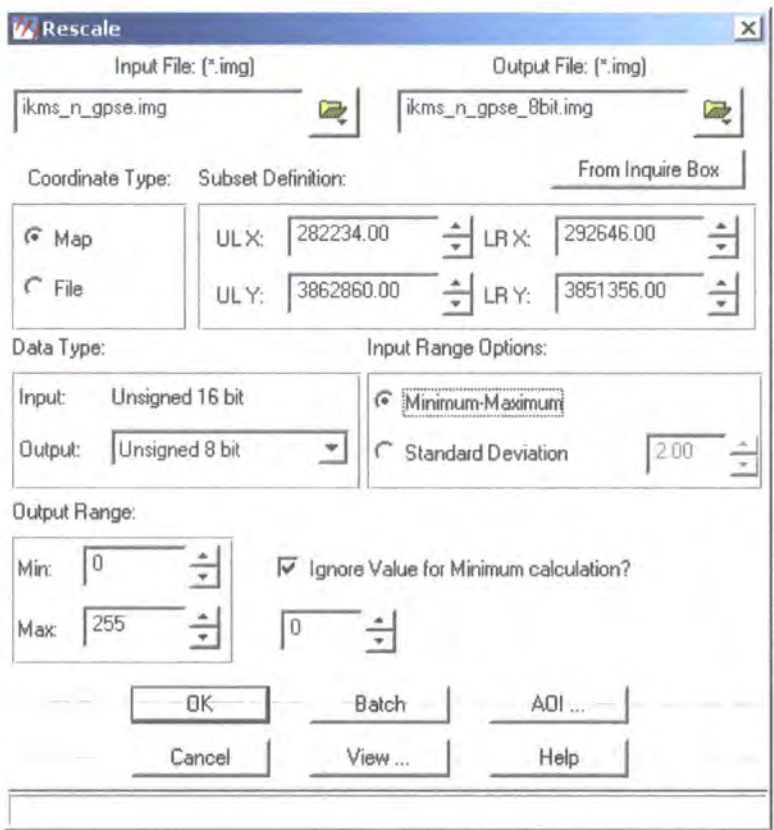 Rescale
Input File: (*.img) Output File: (*.img)
ikms_n_gpse.img ikms_n_gpse_8bit.img
From Inquire Box
Coordinate Type: Subset Definition:
Map UL X: 282234.00 LR X: 292646.00
File UL Y: 3862860.00 LR Y: 3851356.00
Data Type: Input Range Options:
Input: Unsigned 16 bit Minimum-Maximum
Output: Unsigned 8 bit Standard Deviation 2.00
Output Range:
Min: 0 Ignore Value for Minimum calculation?
Max: 255 0
OK Batch AOI ...
Cancel View ... Help